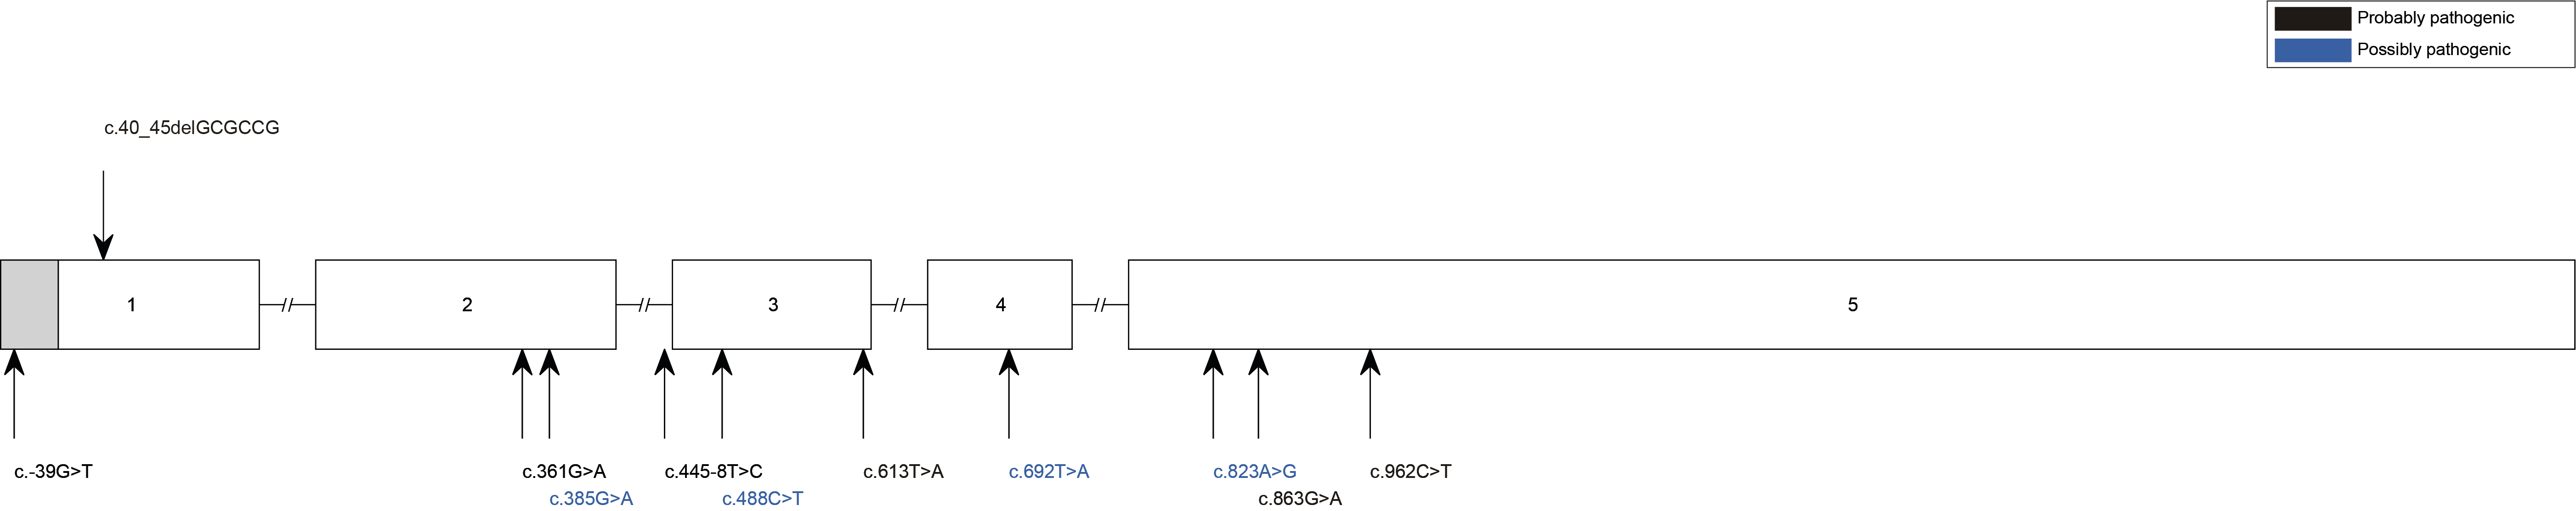 Probably pathogenic
Possibly pathogenic
c.40_45delGCGCCG
1 // 2 // 3 // 4 // 5
c.-39G>T c.361G>A c.445-8T>C c.613T>A c.692T>A c.823A>G c.962C>T
c.385G>A c.488C>T c.863G>A